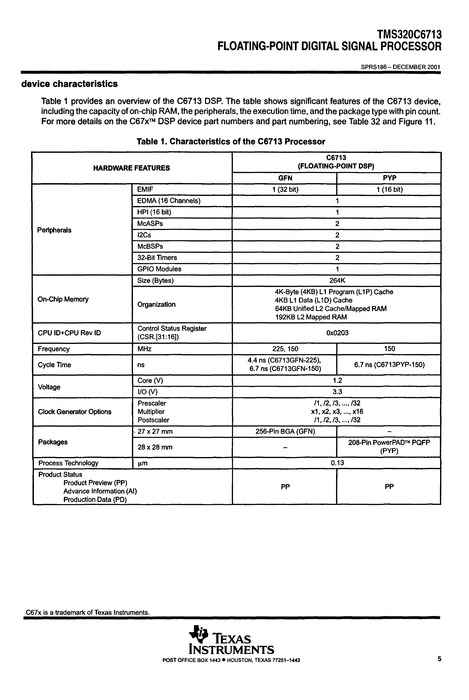 TMS320C6713
FLOATING-POINT DIGITAL SIGNAL PROCESSOR
SPRS186 – DECEMBER 2001
device characteristics
Table 1 provides an overview of the C6713 DSP. The table shows significant features of the C6713 device,
including the capacity of on-chip RAM, the peripherals, the execution time, and the package type with pin count.
For more details on the C67x™ DSP device part numbers and part numbering, see Table 32 and Figure 11.
Table 1. Characteristics of the C6713 Processor
HARDWARE FEATURES
C6713
(FLOATING-POINT DSP)
GFN PYP
Peripherals
EMIF 1 (32 bit) 1 (16 bit)
EDMA (16 Channels) 1
HPI (16 bit) 1
McASPs 2
I2Cs 2
McBSPs 2
32-Bit Timers 2
GPIO Modules 1
On-Chip Memory
Size (Bytes) 264K
Organization
4K-Byte (4KB) L1 Program (L1P) Cache
4KB L1 Data (L1D) Cache
64KB Unified L2 Cache/Mapped RAM
192KB L2 Mapped RAM
CPU ID+CPU Rev ID
Control Status Register
(CSR.[31:16])
0x0203
Frequency MHz 225, 150 150
Cycle Time ns
4.4 ns (C6713GFN-225),
6.7 ns (C6713GFN-150)
6.7 ns (C6713PYP-150)
Voltage
Core (V) 1.2
I/O (V) 3.3
Clock Generator Options
Prescaler /1, /2, /3, ..., /32
Multiplier x1, x2, x3, ..., x16
Postscaler /1, /2, /3, ..., /32
Packages
27 x 27 mm 256-Pin BGA (GFN) –
28 x 28 mm –
208-Pin PowerPAD™ PQFP
(PYP)
Process Technology µm 0.13
Product Status
Product Preview (PP)
Advance Information (AI)
Production Data (PD)
PP PP
C67x is a trademark of Texas Instruments.
TEXAS
INSTRUMENTS
POST OFFICE BOX 1443 ● HOUSTON, TEXAS 77251–1443
5